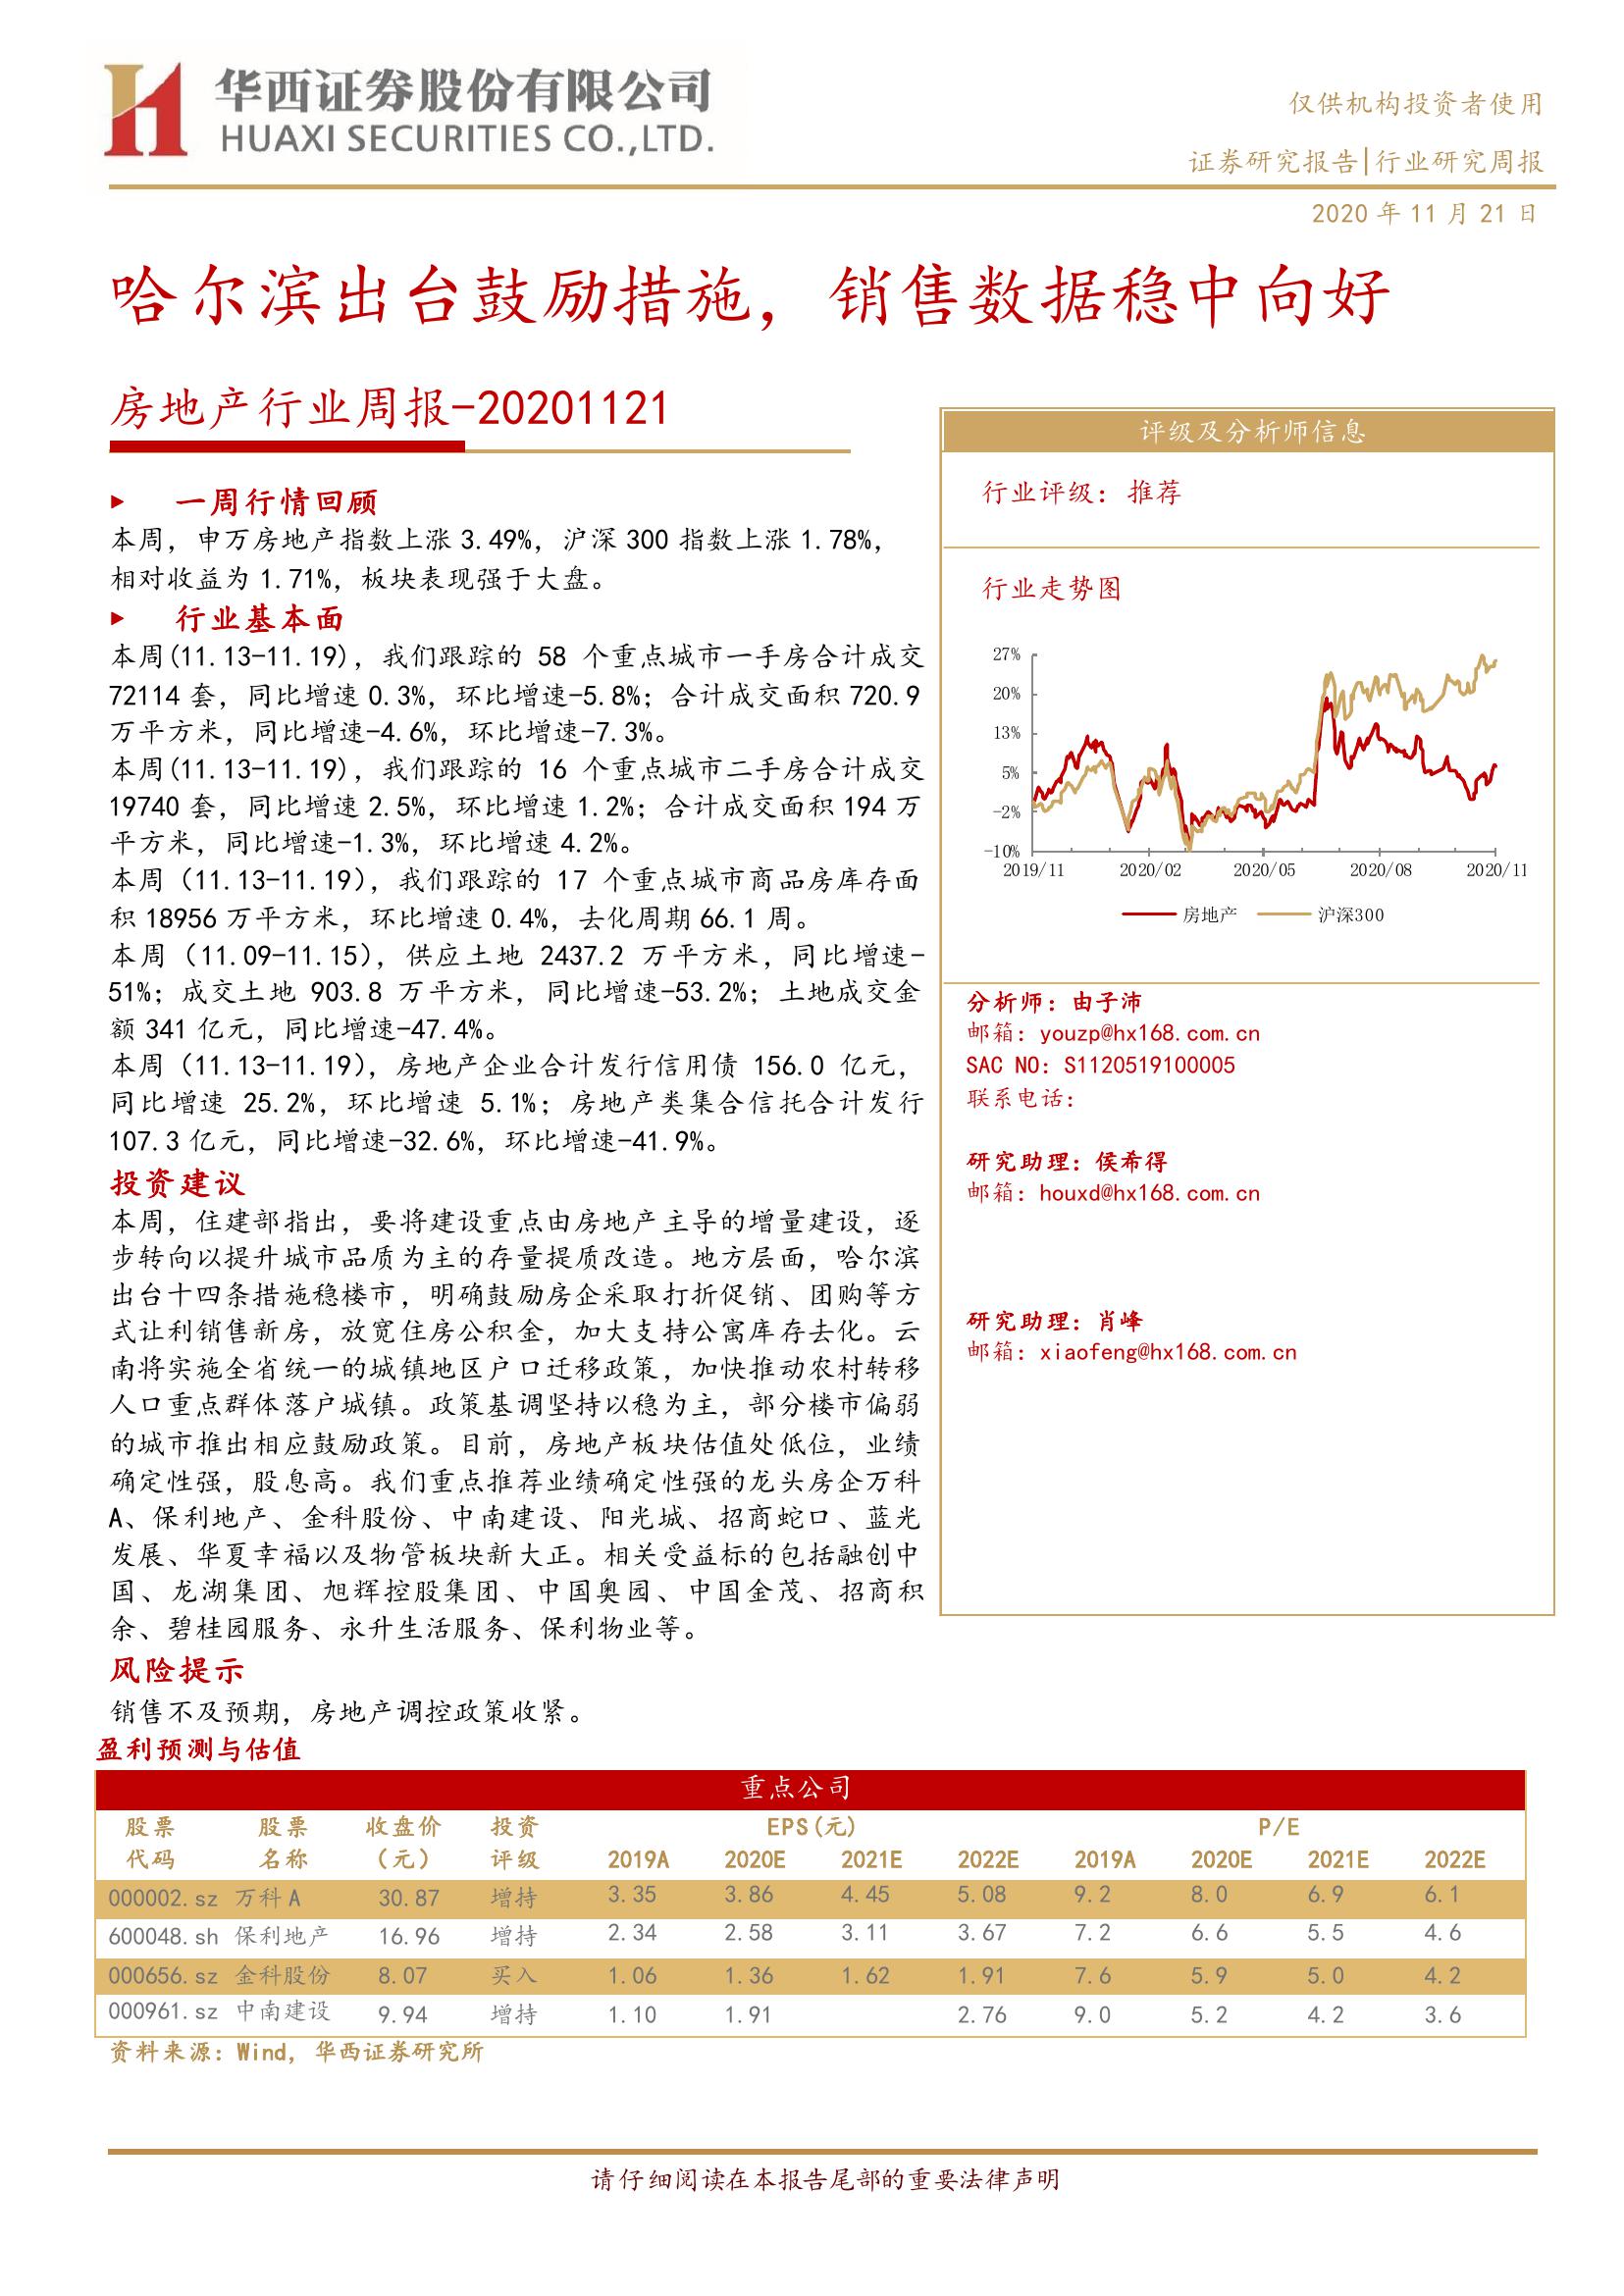 华西证券股份有限公司
HUAXI SECURITIES CO.,LTD.
仅供机构投资者使用
证券研究报告|行业研究周报
2020 年 11 月 21 日
哈尔滨出台鼓励措施，销售数据稳中向好
房地产行业周报-20201121
一周行情回顾
本周，申万房地产指数上涨 3.49%，沪深 300 指数上涨 1.78%，
相对收益为 1.71%，板块表现强于大盘。
行业基本面
本周(11.13-11.19)，我们跟踪的 58 个重点城市一手房合计成交
72114 套，同比增速 0.3%，环比增速-5.8%；合计成交面积 720.9
万平方米，同比增速-4.6%，环比增速-7.3%。
本周(11.13-11.19)，我们跟踪的 16 个重点城市二手房合计成交
19740 套，同比增速 2.5%，环比增速 1.2%；合计成交面积 194 万
平方米，同比增速-1.3%，环比增速 4.2%。
本周（11.13-11.19），我们跟踪的 17 个重点城市商品房库存面
积 18956 万平方米，环比增速 0.4%，去化周期 66.1 周。
本周（11.09-11.15），供应土地 2437.2 万平方米，同比增速-
51%；成交土地 903.8 万平方米，同比增速-53.2%；土地成交金
额 341 亿元，同比增速-47.4%。
本周（11.13-11.19），房地产企业合计发行信用债 156.0 亿元，
同比增速 25.2%，环比增速 5.1%；房地产类集合信托合计发行
107.3 亿元，同比增速-32.6%，环比增速-41.9%。
投资建议
本周，住建部指出，要将建设重点由房地产主导的增量建设，逐
步转向以提升城市品质为主的存量提质改造。地方层面，哈尔滨
出台十四条措施稳楼市，明确鼓励房企采取打折促销、团购等方
式让利销售新房，放宽住房公积金，加大支持公寓库存去化。云
南将实施全省统一的城镇地区户口迁移政策，加快推动农村转移
人口重点群体落户城镇。政策基调坚持以稳为主，部分楼市偏弱
的城市推出相应鼓励政策。目前，房地产板块估值处低位，业绩
确定性强，股息高。我们重点推荐业绩确定性强的龙头房企万科
A、保利地产、金科股份、中南建设、阳光城、招商蛇口、蓝光
发展、华夏幸福以及物管板块新大正。相关受益标的包括融创中
国、龙湖集团、旭辉控股集团、中国奥园、中国金茂、招商积
余、碧桂园服务、永升生活服务、保利物业等。
风险提示
销售不及预期，房地产调控政策收紧。
评级及分析师信息
行业评级：推荐
行业走势图
27%
20%
13%
5%
-2%
-10%
2019/11 2020/02 2020/05 2020/08 2020/11
房地产 沪深300
分析师：由子沛
邮箱：youzp@hx168.com.cn
SAC NO：S1120519100005
联系电话：
研究助理：侯希得
邮箱：houxd@hx168.com.cn
研究助理：肖峰
邮箱：xiaofeng@hx168.com.cn
盈利预测与估值
重点公司
股票 股票 收盘价 投资 EPS(元) P/E
代码 名称 （元） 评级 2019A 2020E 2021E 2022E 2019A 2020E 2021E 2022E
000002.sz 万科 A 30.87 增持 3.35 3.86 4.45 5.08 9.2 8.0 6.9 6.1
600048.sh 保利地产 16.96 增持 2.34 2.58 3.11 3.67 7.2 6.6 5.5 4.6
000656.sz 金科股份 8.07 买入 1.06 1.36 1.62 1.91 7.6 5.9 5.0 4.2
000961.sz 中南建设 9.94 增持 1.10 1.91 2.76 9.0 5.2 4.2 3.6
资料来源：Wind，华西证券研究所
请仔细阅读在本报告尾部的重要法律声明